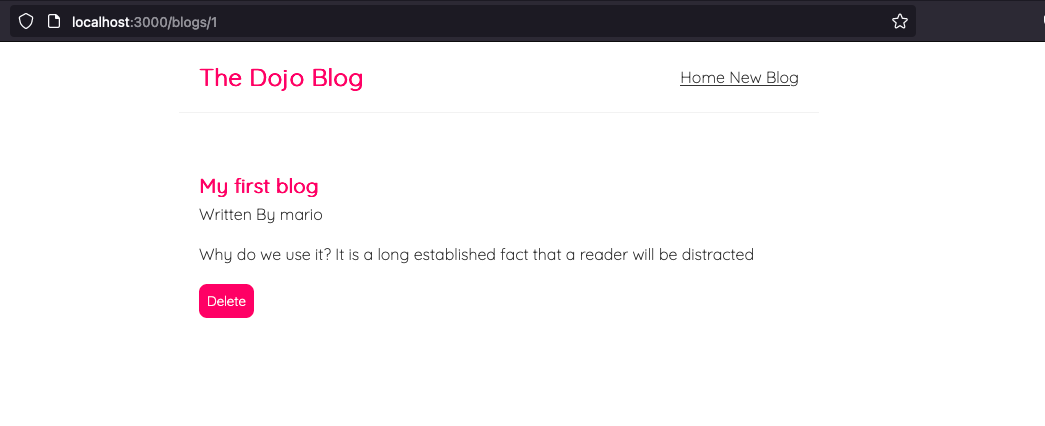 localhost:3000/blogs/1
The Dojo Blog
Home New Blog
My first blog
Written By mario
Why do we use it? It is a long established fact that a reader will be distracted
Delete